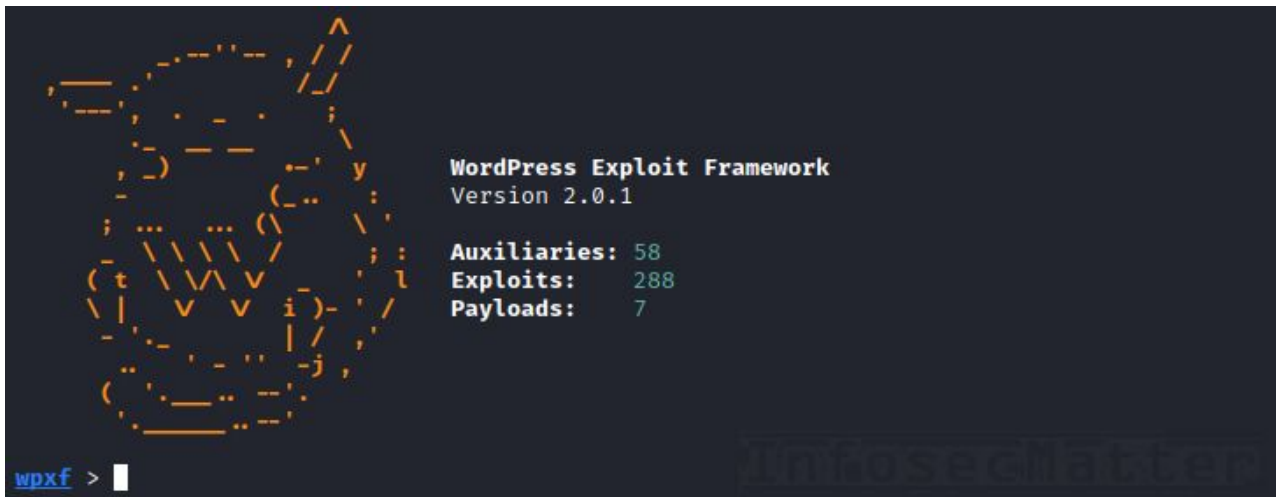 WordPress Exploit Framework
Version 2.0.1
Auxiliaries: 58
Exploits: 288
Payloads: 7
wpxf >
InfosecMatter